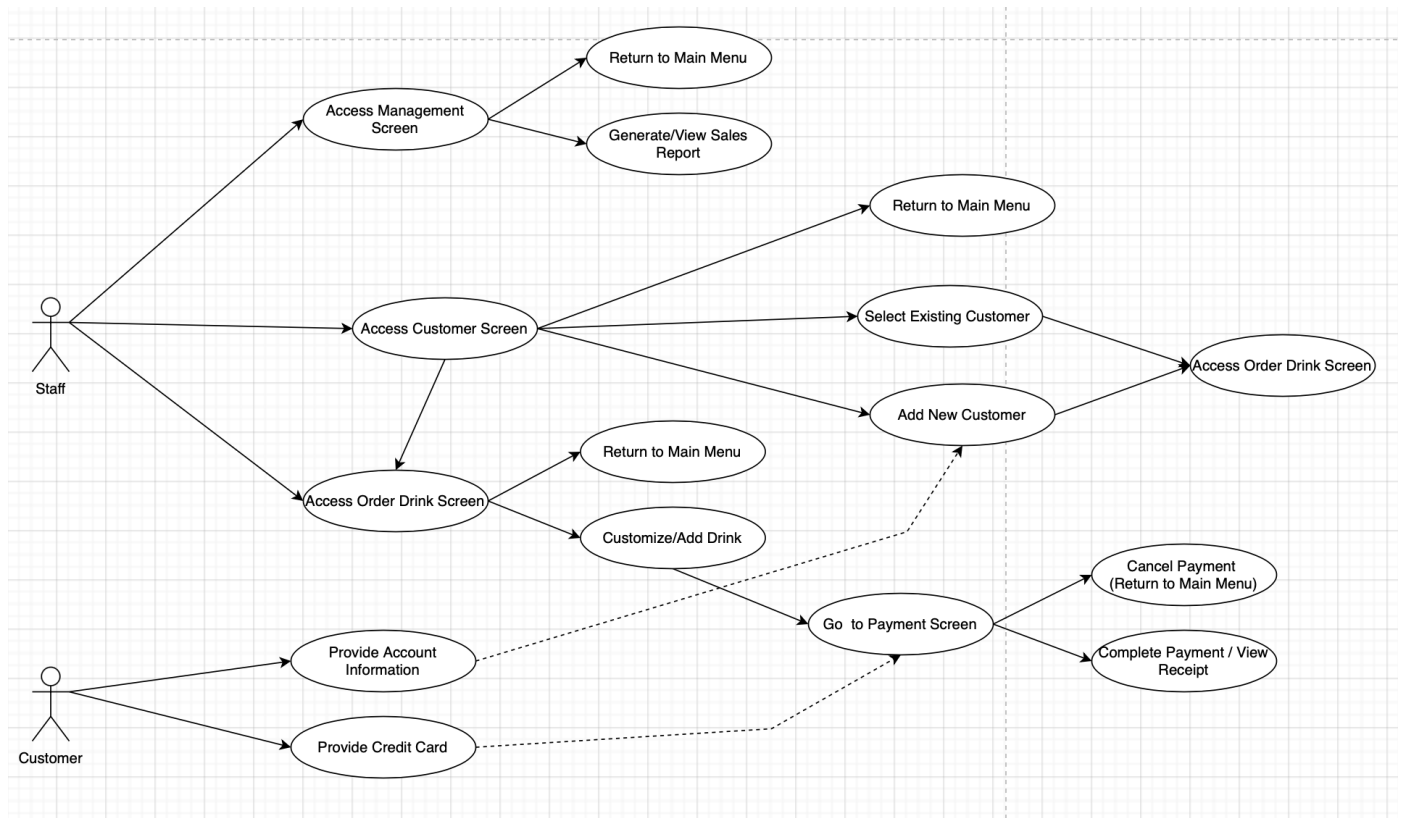 Return to Main Menu
Access Management
Screen
Generate/View Sales
Report
Return to Main Menu
Access Customer Screen
Select Existing Customer
Access Order Drink Screen
Staff
Add New Customer
Return to Main Menu
Access Order Drink Screen
Customize/Add Drink
Cancel Payment
(Return to Main Menu)
Go to Payment Screen
Provide Account
Information
Complete Payment / View
Receipt
Provide Credit Card
Customer